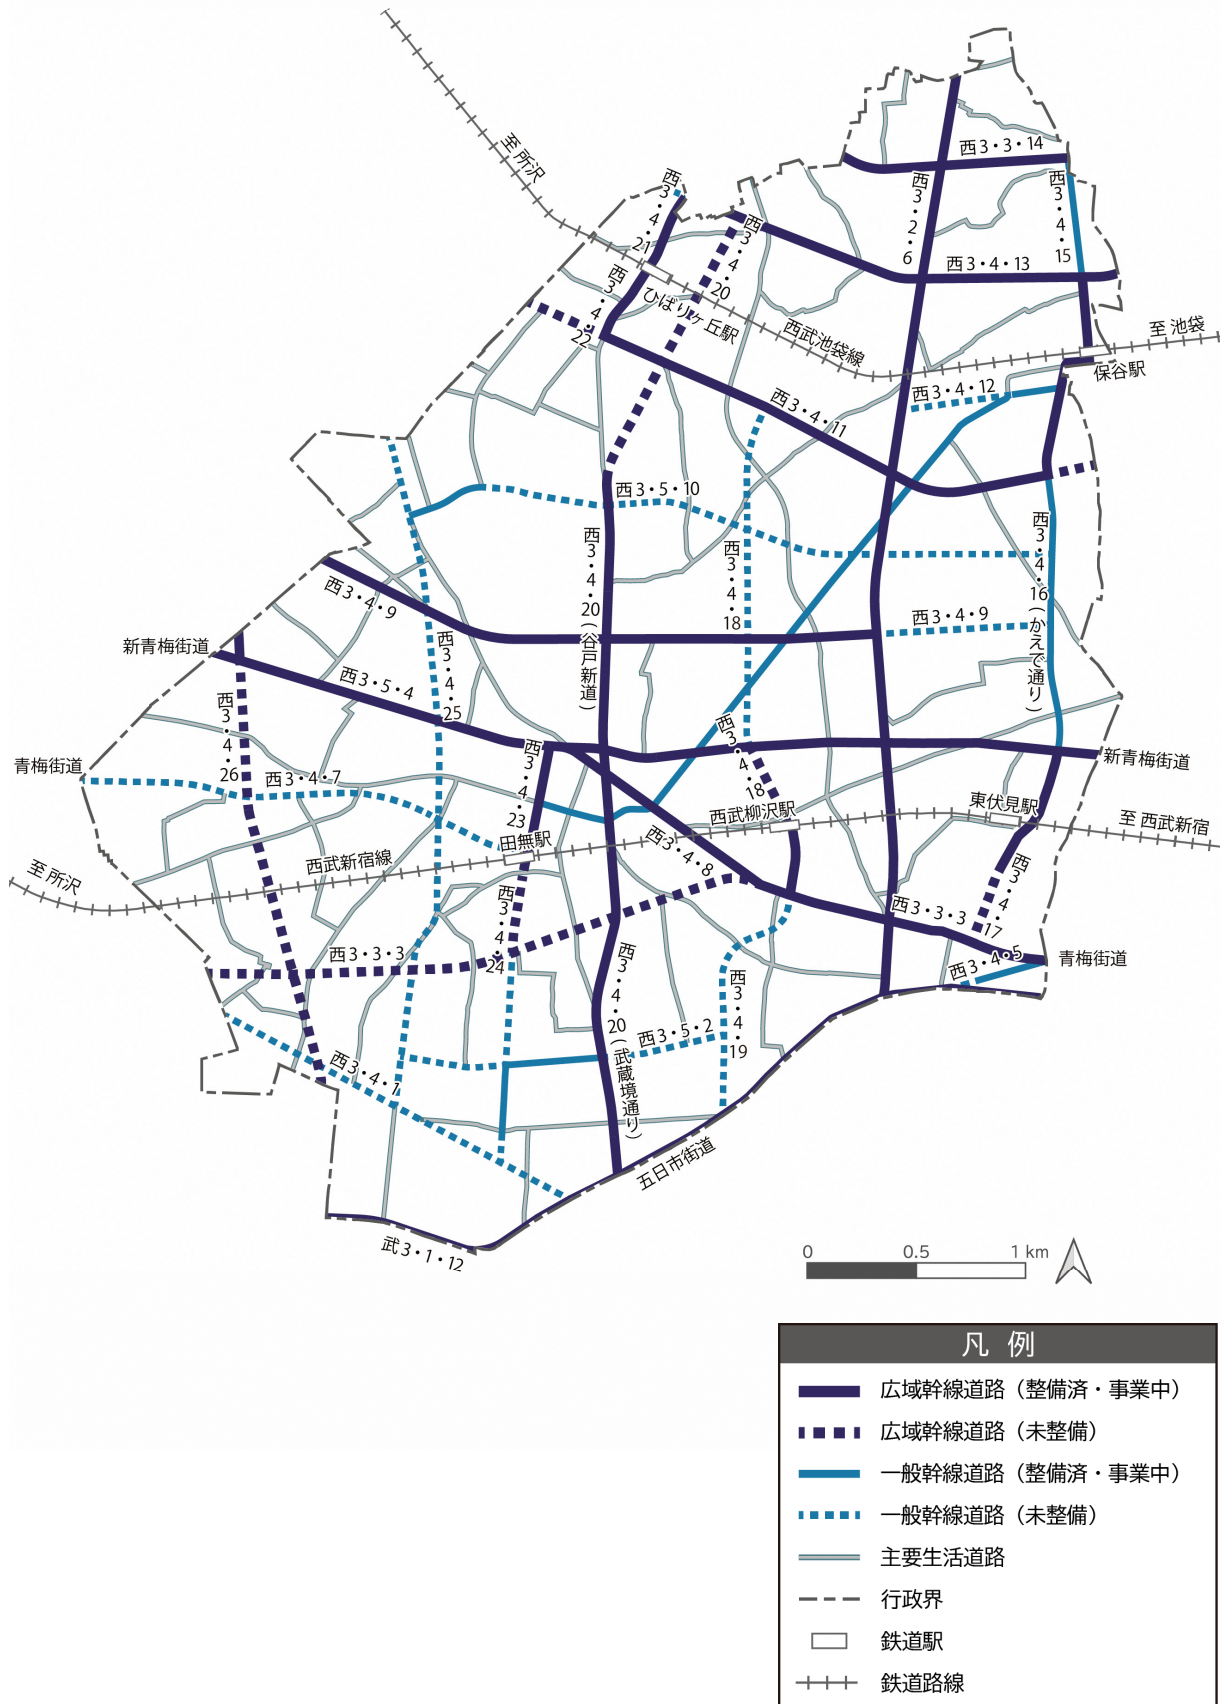 至 所沢
西3・3・14
西3・4・21
西3・2・6
西3・4・15
西3・4・20
西3・4・13
西3・4・22
ひばりヶ丘駅
西武池袋線
至 池袋
保谷駅
西3・4・12
西3・4・11
西3・5・10
西3・4・20(谷戸新道)
西3・4・18
西3・4・16(かえで通り)
西3・4・9
西3・4・9
新青梅街道
西3・5・4
西3・4・25
西3・4・26
西3・4・18
新青梅街道
青梅街道
西3・4・7
西3・4・23
西武柳沢駅
東伏見駅
至 西武新宿
田無駅
西3・4・8
西武新宿線
至 所沢
西3・4・17
西3・4・24
西3・3・3
西3・3・3
西3・4・5
青梅街道
西3・4・20(武蔵境通り)
西3・5・2
西3・4・19
西3・4・1
五日市街道
武3・1・12
0 0.5 1 km
凡 例
広域幹線道路（整備済・事業中）
広域幹線道路（未整備）
一般幹線道路（整備済・事業中）
一般幹線道路（未整備）
主要生活道路
行政界
鉄道駅
鉄道路線